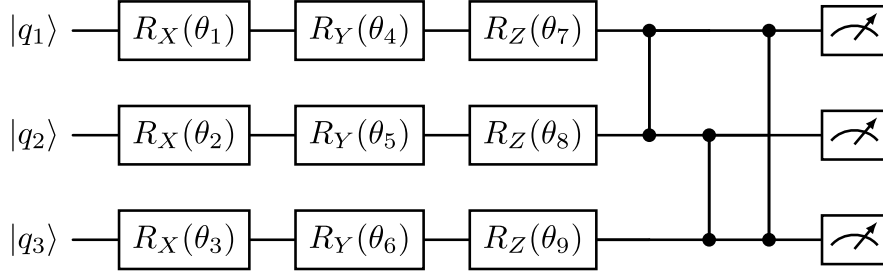 |q₁⟩ R_X(θ₁) R_Y(θ₄) R_Z(θ₇)
|q₂⟩ R_X(θ₂) R_Y(θ₅) R_Z(θ₈)
|q₃⟩ R_X(θ₃) R_Y(θ₆) R_Z(θ₉)